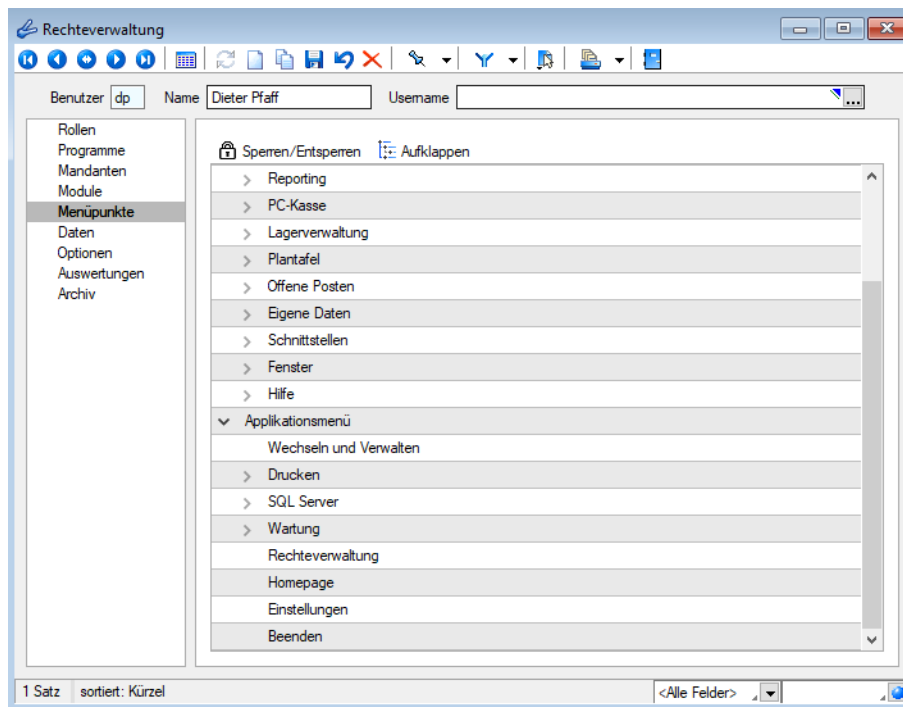 Rechteverwaltung
Benutzer dp Name Dieter Pfaff Username ...
Rollen
Programme
Mandanten
Module
Menüpunkte
Daten
Optionen
Auswertungen
Archiv
Sperren/Entsperren Aufklappen
Reporting
PC-Kasse
Lagerverwaltung
Plantafel
Offene Posten
Eigene Daten
Schnittstellen
Fenster
Hilfe
Applikationsmenü
Wechseln und Verwalten
Drucken
SQL Server
Wartung
Rechteverwaltung
Homepage
Einstellungen
Beenden
1 Satz sortiert: Kürzel <Alle Felder>